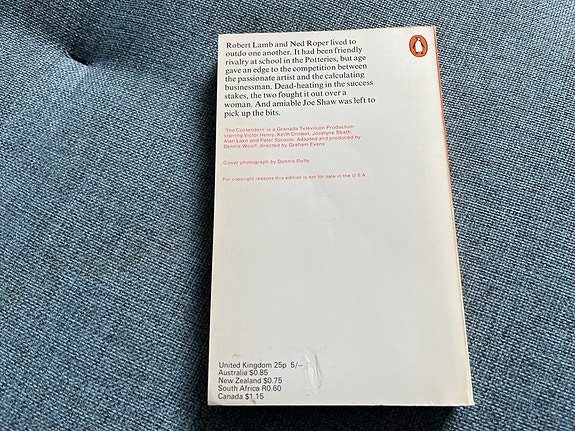 Robert Lamb and Ned Roper lived to
outdo one another. It had been friendly
rivalry at school in the Potteries, but age
gave an edge to the competition between
the passionate artist and the calculating
businessman. Dead-heating in the success
stakes, the two fought it out over a
woman. And amiable Joe Shaw was left to
pick up the bits.
'The Contenders' is a Granada Television Production
starring Victor Henry, Keith Drinkel, Jocelyne Sbath,
Alan Lake and Peter Sproule. Adapted and produced by
Dennis Woolf, directed by Graham Evans
Cover photograph by Dennis Rolfe
For copyright reasons this edition is not for sale in the U.S.A.
United Kingdom 25p 5/–
Australia $0.85
New Zealand $0.75
South Africa R0.60
Canada $1.15